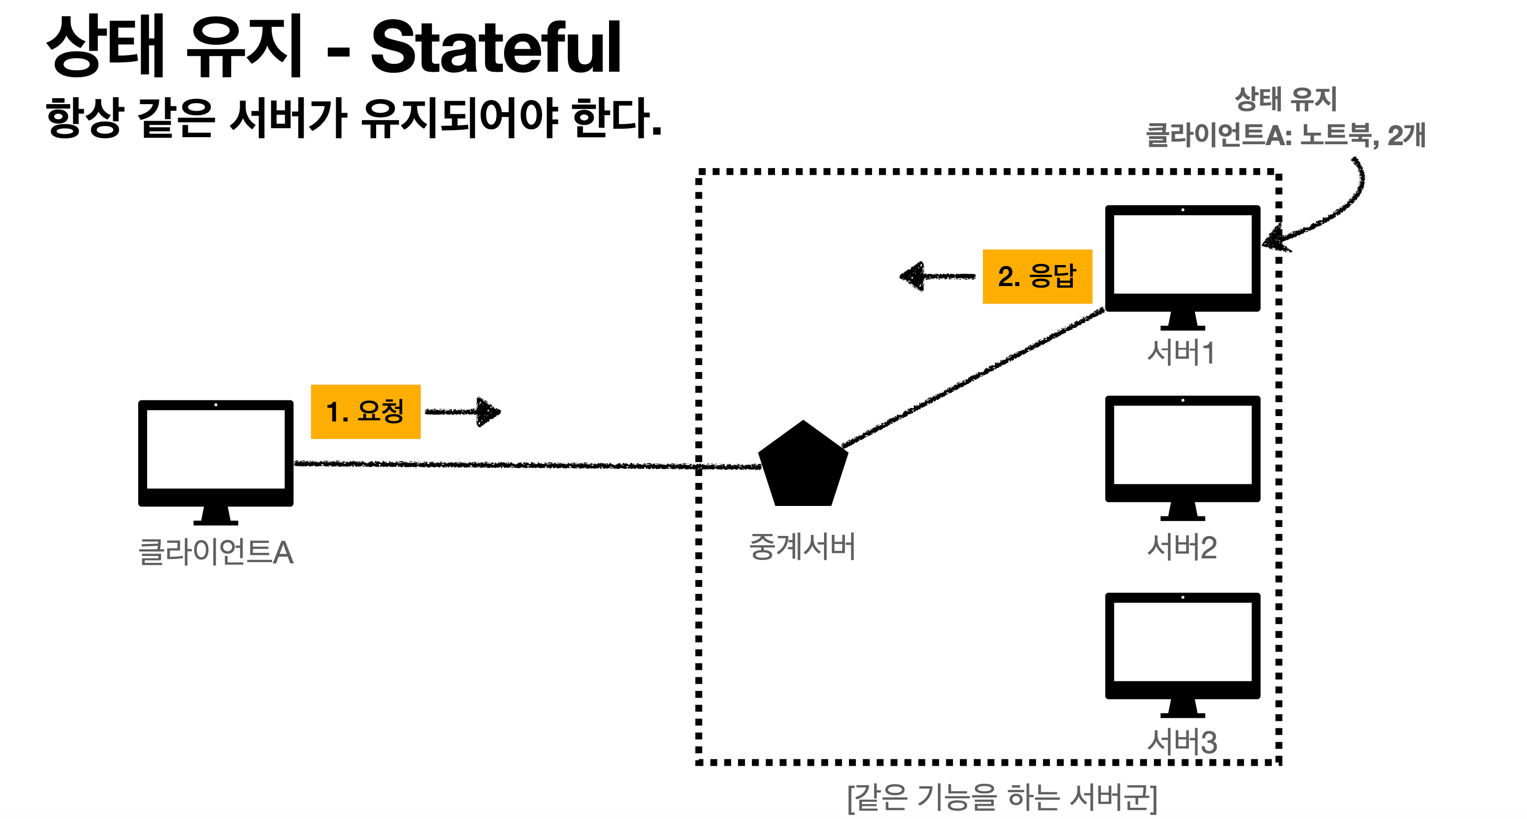 상태 유지 - Stateful
항상 같은 서버가 유지되어야 한다.
상태 유지
클라이언트A: 노트북, 2개
2. 응답
서버1
1. 요청
클라이언트A
중계서버
서버2
서버3
[같은 기능을 하는 서버군]